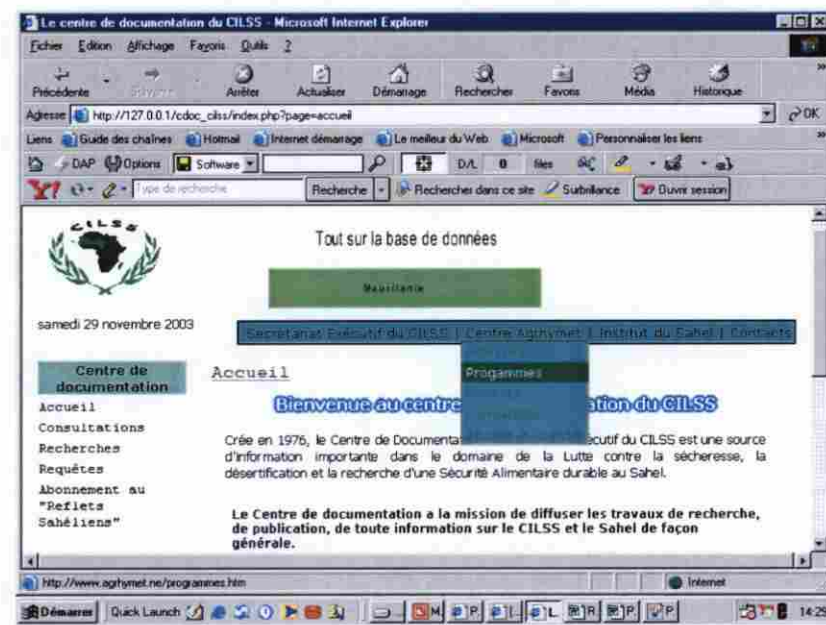 Le centre de documentation du CILSS - Microsoft Internet Explorer
Fichier Edition Affichage Favoris Outils ?
Précédente Arrêter Actualiser Démarrage Rechercher Favoris Média Historique »
Adresse http://127.0.0.1/cdoc_cilss/index.php?page=accueil OK
Liens Guide des chaînes Hotmail Internet démarrage Le meilleur du Web Microsoft Personnaliser les liens »
DAP Options Software D/L 0 files
Y! Type de recherche Recherche Rechercher dans ce site Surbrillance Ouvrir session
CILSS
Tout sur la base de données
Mauritanie
samedi 29 novembre 2003
Secrétariat Exécutif du CILSS | Centre Agrhymet | Institut du Sahel | Contacts
Centre de
documentation
Progammes
Accueil
Bienvenue au centre ation du CILSS
Accueil
Consultations
Recherches
Requêtes
Abonnement au
"Reflets
Sahéliens"
Crée en 1976, le Centre de Documenta écutif du CILSS est une source
d'information importante dans le domaine de la Lutte contre la sécheresse, la
désertification et la recherche d'une Sécurité Alimentaire durable au Sahel.
Le Centre de documentation a la mission de diffuser les travaux de recherche,
de publication, de toute information sur le CILSS et le Sahel de façon
générale.
http://www.agrhymet.ne/programmes.htm Internet
Démarrer Quick Launch M. P. L. R. P. P 14:29